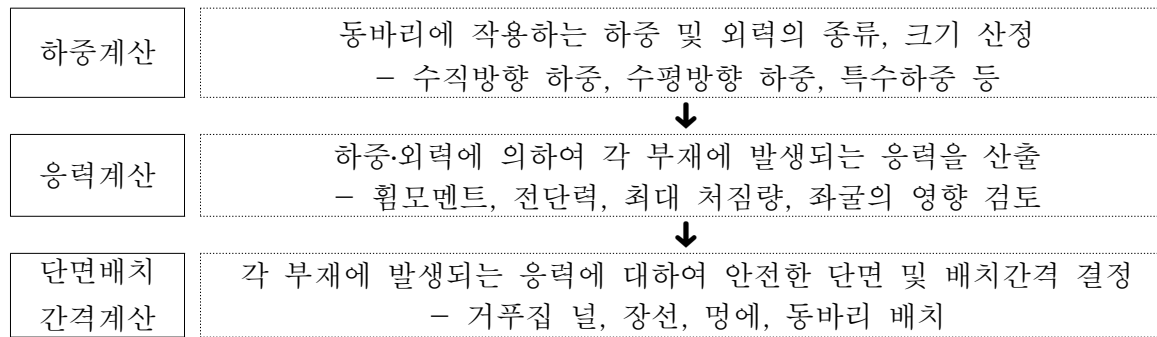 하중계산
동바리에 작용하는 하중 및 외력의 종류, 크기 산정
- 수직방향 하중, 수평방향 하중, 특수하중 등
응력계산
하중·외력에 의하여 각 부재에 발생되는 응력을 산출
- 휨모멘트, 전단력, 최대 처짐량, 좌굴의 영향 검토
단면배치
간격계산
각 부재에 발생되는 응력에 대하여 안전한 단면 및 배치간격 결정
- 거푸집 널, 장선, 멍에, 동바리 배치